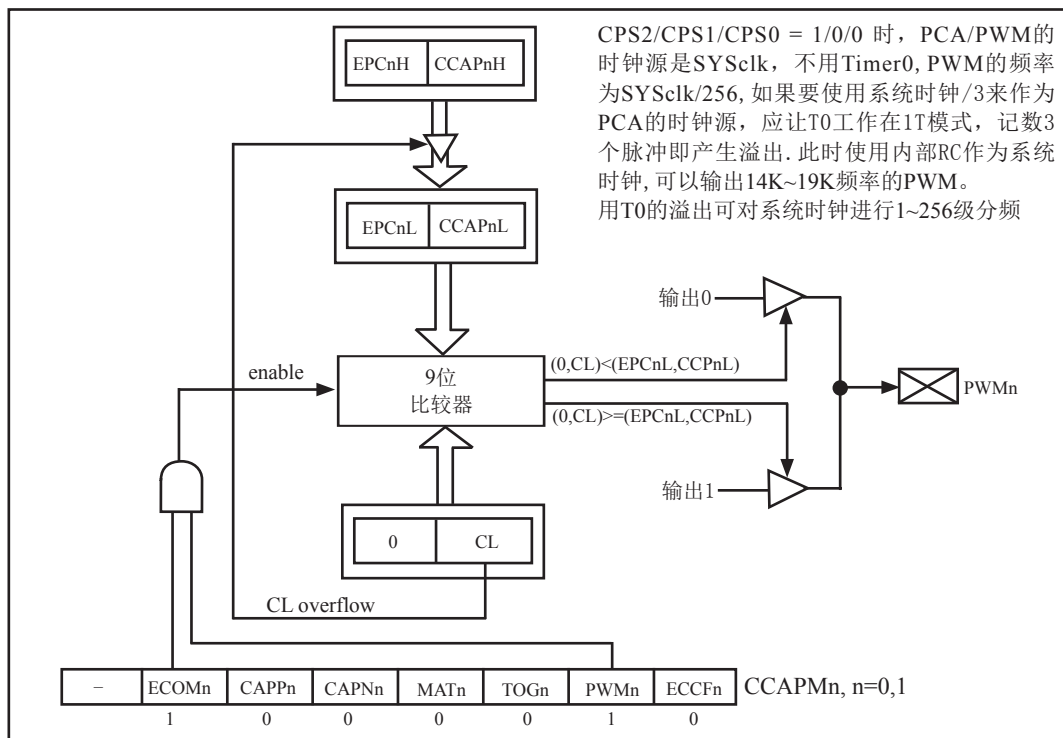 CPS2/CPS1/CPS0 = 1/0/0 时，PCA/PWM的
时钟源是SYSclk，不用Timer0, PWM的频率
为SYSclk/256, 如果要使用系统时钟/3来作为
PCA的时钟源，应让T0工作在1T模式，记数3
个脉冲即产生溢出. 此时使用内部RC作为系统
时钟, 可以输出14K~19K频率的PWM。
用T0的溢出可对系统时钟进行1~256级分频
EPCnH CCAPnH
EPCnL CCAPnL
输出0
(0,CL)<(EPCnL,CCPnL)
enable
9位
比较器
PWMn
(0,CL)>=(EPCnL,CCPnL)
输出1
0 CL
CL overflow
– ECOMn CAPPn CAPNn MATn TOGn PWMn ECCFn CCAPMn, n=0,1
1 0 0 0 0 1 0